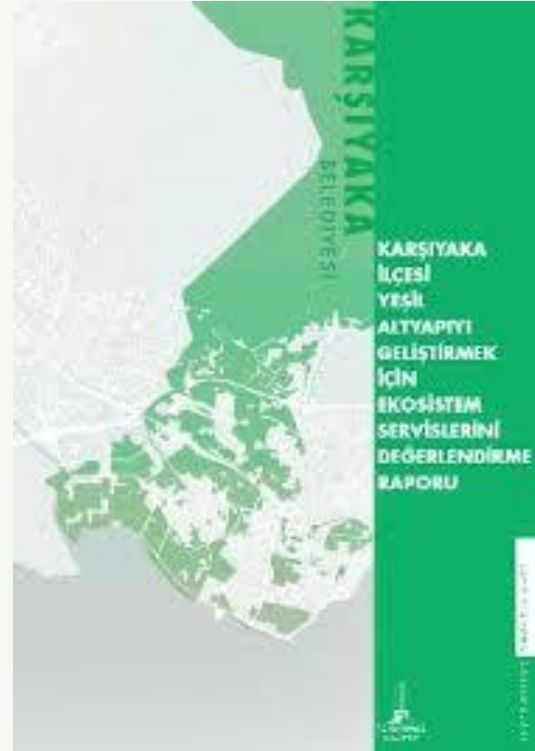 KARŞIYAKA
BELEDİYESİ
KARŞIYAKA
İLÇESİ
YEŞİL
ALTYAPIYI
GELİŞTİRMEK
İÇİN
EKOSİSTEM
SERVİSLERİNİ
DEĞERLENDİRME
RAPORU